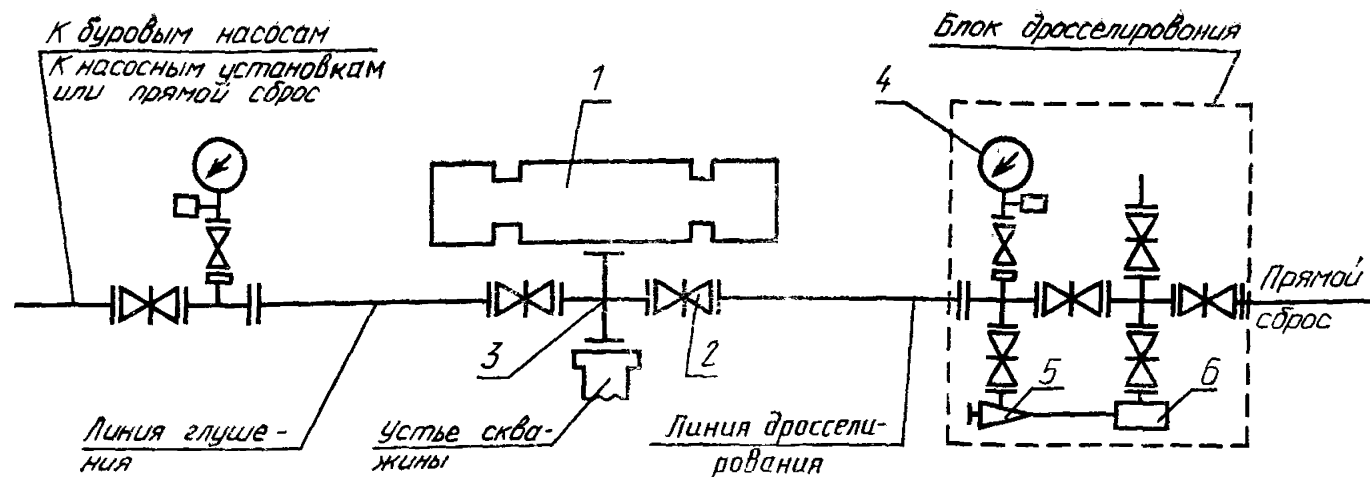 К буровым насосам
К насосным установкам
или прямой сброс
Блок дросселирования
1
4
Прямой
сброс
3
2
5
6
Линия глуше-
ния
Устье сква-
жины
Линия дроссели-
рования